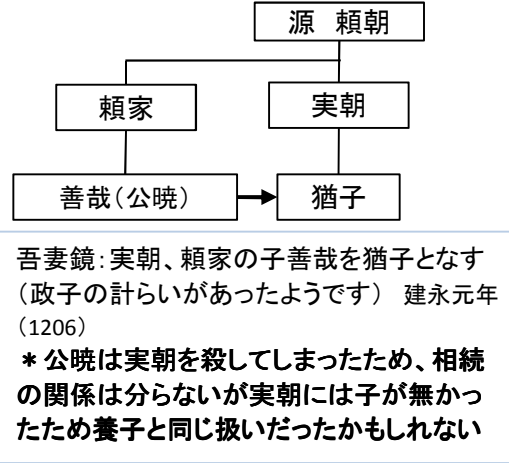 源　頼朝
頼家
実朝
善哉（公暁）
猶子
吾妻鏡：実朝、頼家の子善哉を猶子となす
（政子の計らいがあったようです）　建永元年
（1206）
＊公暁は実朝を殺してしまったため、相続
の関係は分らないが実朝には子が無かっ
たため養子と同じ扱いだったかもしれない